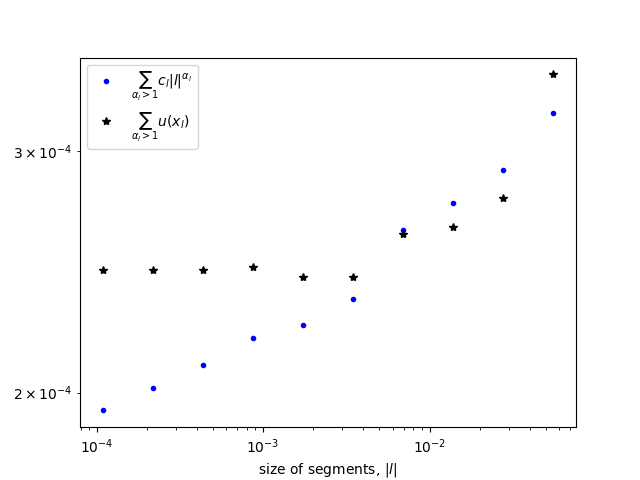 ∑_{α_l>1} c_l|l|^{α_l}
∑_{α_l>1} u(x_l)
3 × 10⁻⁴
2 × 10⁻⁴
10⁻⁴ 10⁻³ 10⁻²
size of segments, |l|